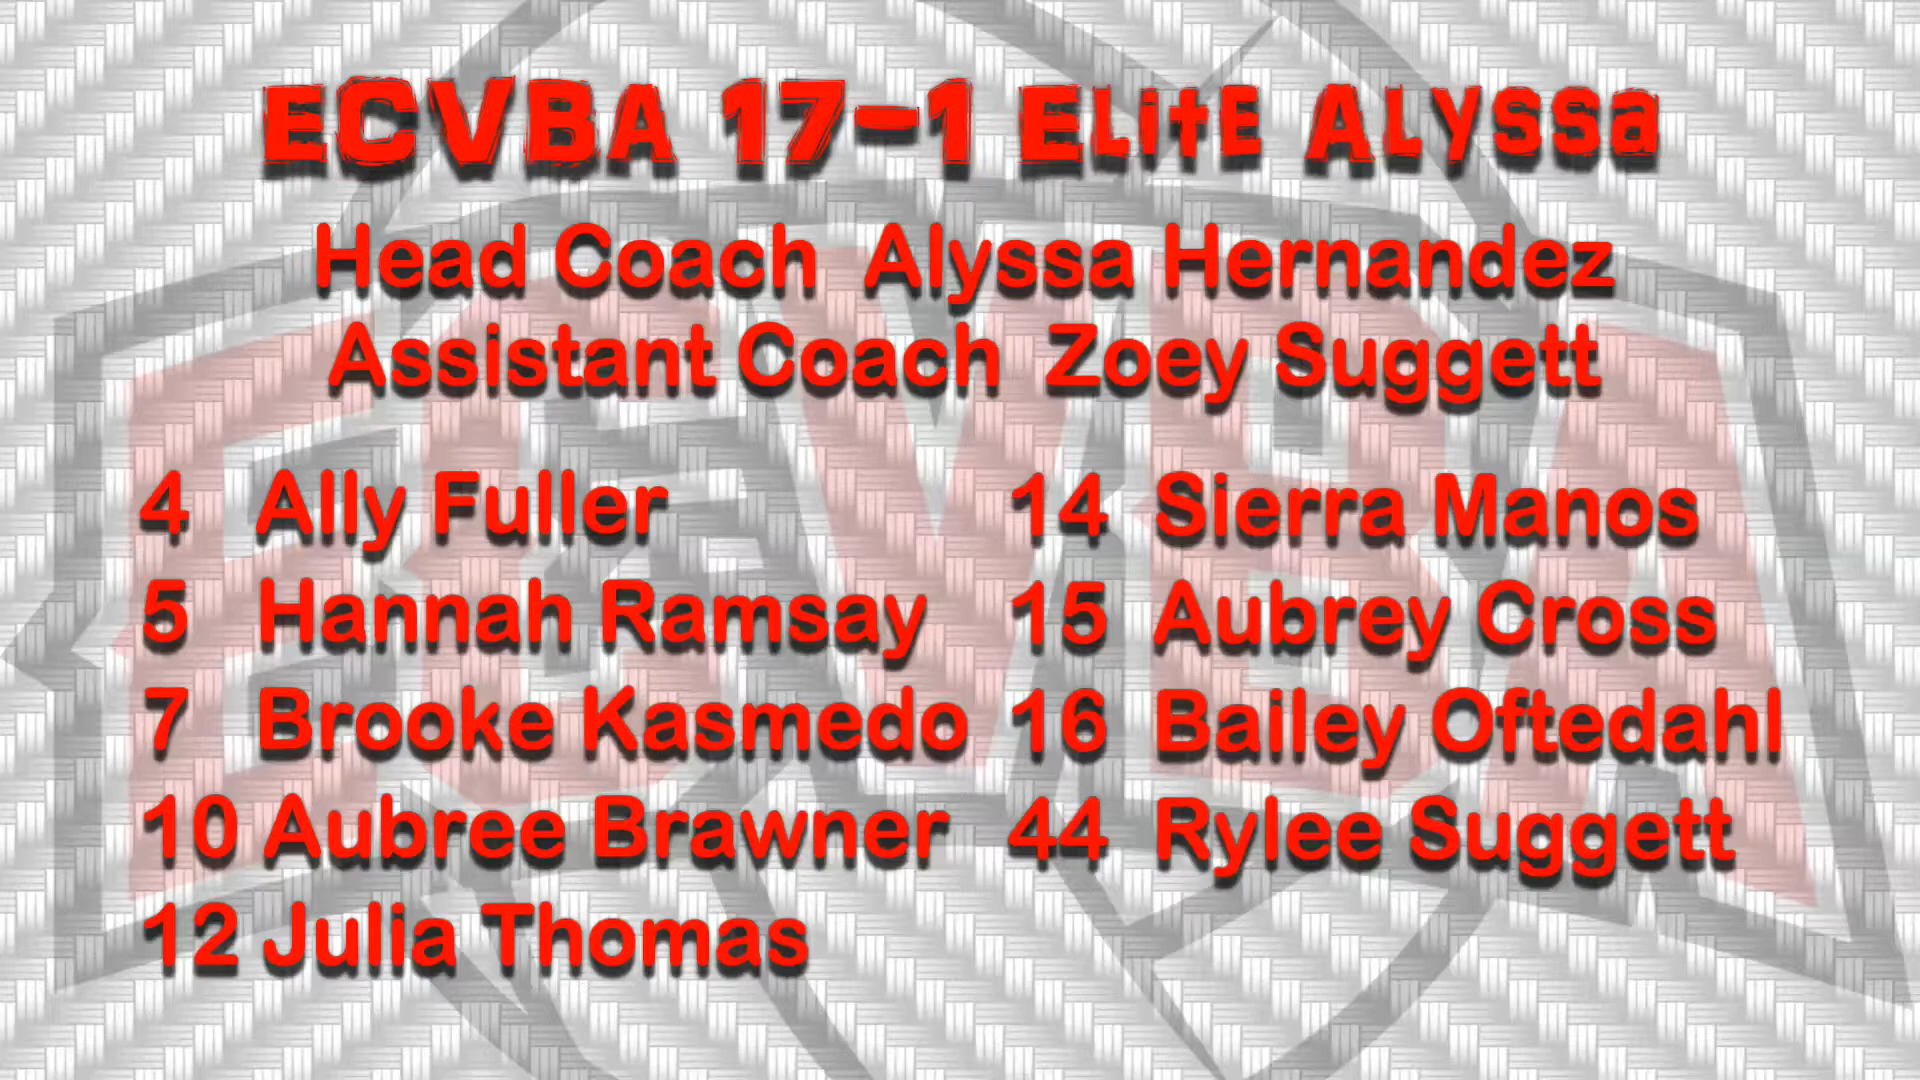 ECVBA 17-1 Elite Alyssa
Head Coach Alyssa Hernandez
Assistant Coach Zoey Suggett
4 Ally Fuller
5 Hannah Ramsay
7 Brooke Kasmedo
10 Aubree Brawner
12 Julia Thomas
14 Sierra Manos
15 Aubrey Cross
16 Bailey Oftedahl
44 Rylee Suggett
ECVBA